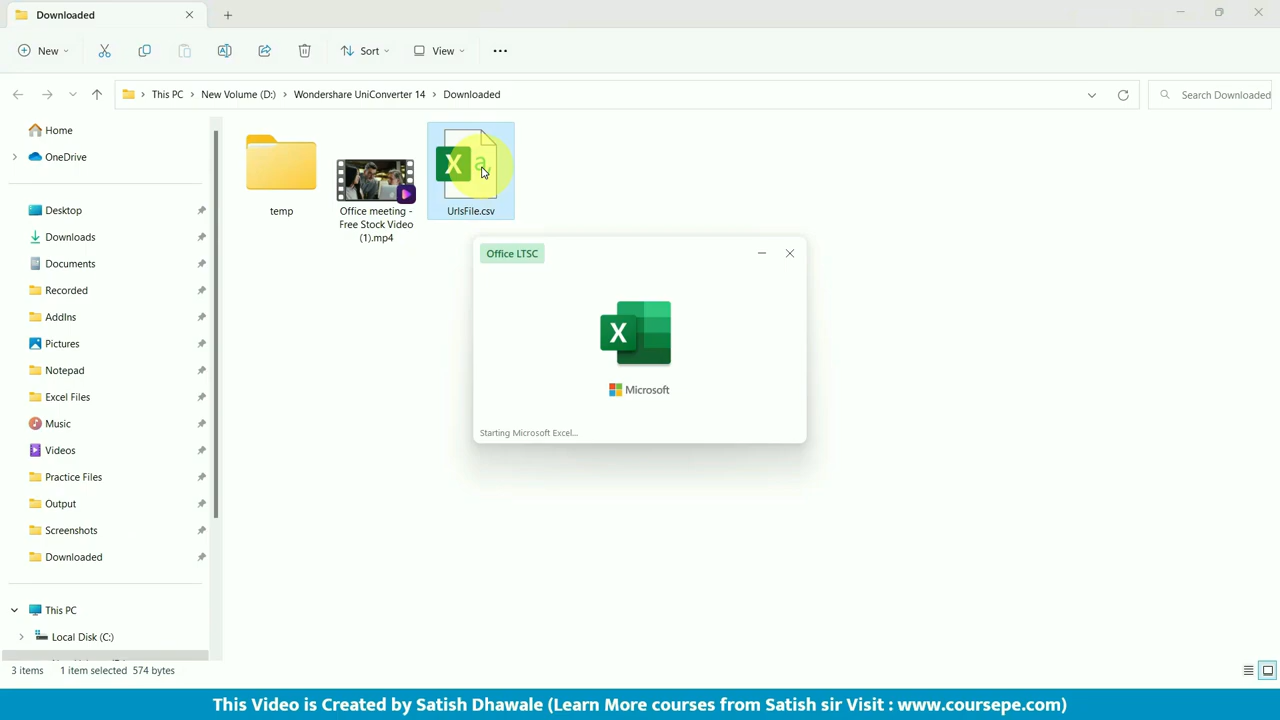 Downloaded
New
Sort
View
This PC
New Volume (D:)
Wondershare UniConverter 14
Downloaded
Search Downloaded
Home
OneDrive
Desktop
Downloads
Documents
Recorded
AddIns
Pictures
Notepad
Excel Files
Music
Videos
Practice Files
Output
Screenshots
Downloaded
This PC
Local Disk (C:)
temp
Office meeting -
Free Stock Video
(1).mp4
X
a,
UrlsFile.csv
Office LTSC
X
Microsoft
Starting Microsoft Excel...
3 items
1 item selected 574 bytes
This Video is Created by Satish Dhawale (Learn More courses from Satish sir Visit : www.coursepe.com)